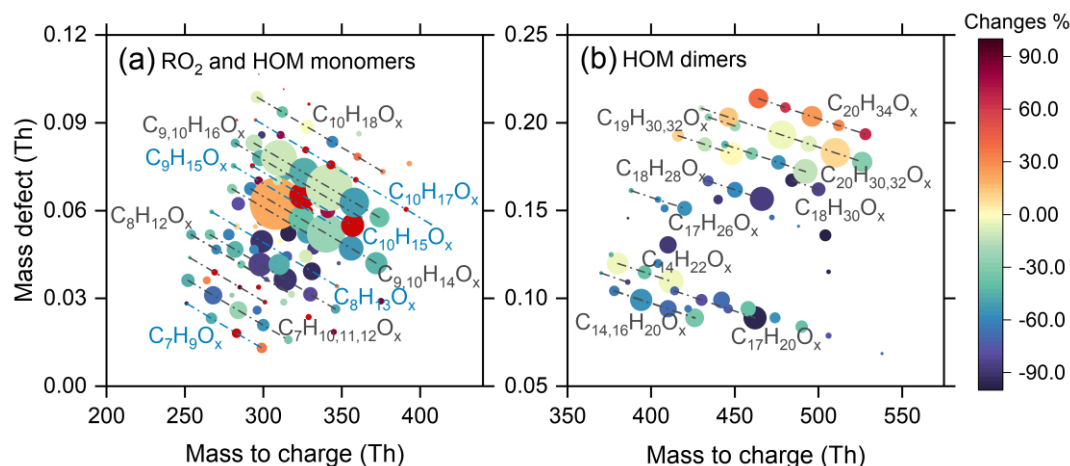 Changes %
(a) RO₂ and HOM monomers
(b) HOM dimers
Mass defect (Th)
0.12
0.09
0.06
0.03
0.00
C₁₀H₁₈Oₓ
C₉,₁₀H₁₆Oₓ
C₉H₁₅Oₓ
C₁₀H₁₇Oₓ
C₈H₁₂Oₓ
C₁₀H₁₅Oₓ
C₉,₁₀H₁₄Oₓ
C₈H₁₃Oₓ
C₇H₁₀,₁₁,₁₂Oₓ
C₇H₉Oₓ
200
250
300
350
400
Mass to charge (Th)
0.25
0.20
0.15
0.10
0.05
C₂₀H₃₄Oₓ
C₁₉H₃₀,₃₂Oₓ
C₂₀H₃₀,₃₂Oₓ
C₁₈H₂₈Oₓ
C₁₈H₃₀Oₓ
C₁₇H₂₆Oₓ
C₁₄H₂₂Oₓ
C₁₄,₁₆H₂₀Oₓ
C₁₇H₂₀Oₓ
350
400
450
500
550
Mass to charge (Th)
90.0
60.0
30.0
0.00
-30.0
-60.0
-90.0